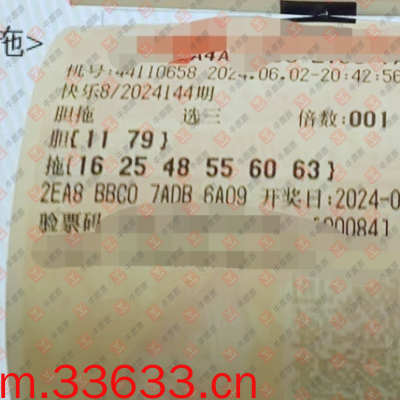 拖>
机号:44110658 2024.06.02-20:42:56
快乐8/2024144期
胆拖 选三 倍数:001
胆{11 79}
拖{16 25 48 55 60 63}
2EA8 BBC0 7ADB 6A09 开奖日:2024-0
验票码 000841
m.33633.cn